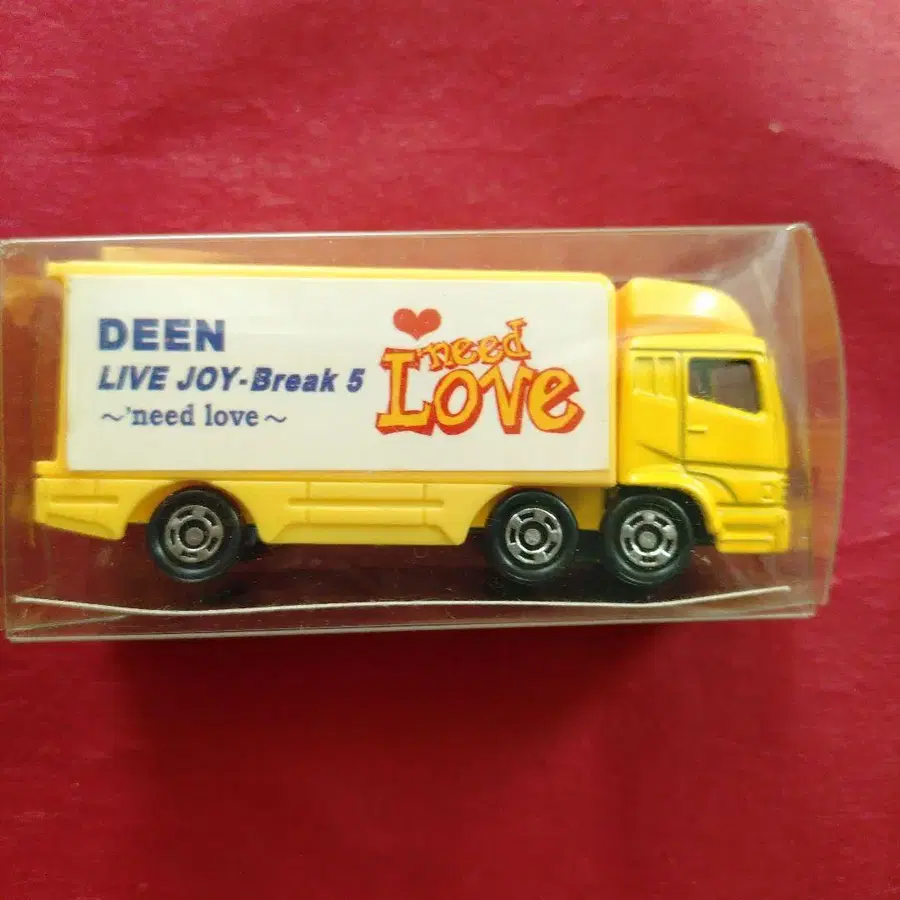 DEEN
LIVE JOY-Break 5
～'need love～
i need
Love